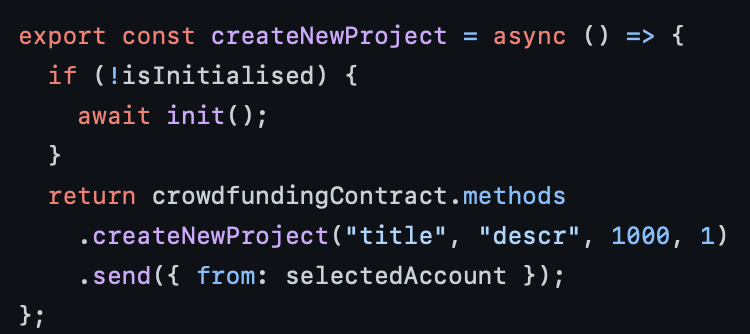 export const createNewProject = async () => {
  if (!isInitialised) {
    await init();
  }
  return crowdfundingContract.methods
    .createNewProject("title", "descr", 1000, 1)
    .send({ from: selectedAccount });
};